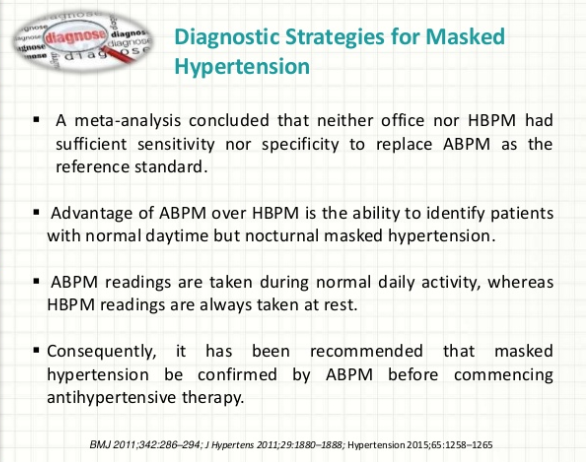 gnose
diagnose
diagnos
diagnose
Diagnostic Strategies for Masked
Hypertension
▪ A meta-analysis concluded that neither office nor HBPM had
sufficient sensitivity nor specificity to replace ABPM as the
reference standard.
▪ Advantage of ABPM over HBPM is the ability to identify patients
with normal daytime but nocturnal masked hypertension.
▪ ABPM readings are taken during normal daily activity, whereas
HBPM readings are always taken at rest.
▪ Consequently, it has been recommended that masked
hypertension be confirmed by ABPM before commencing
antihypertensive therapy.
BMJ 2011;342:286–294; J Hypertens 2011;29:1880–1888; Hypertension 2015;65:1258–1265